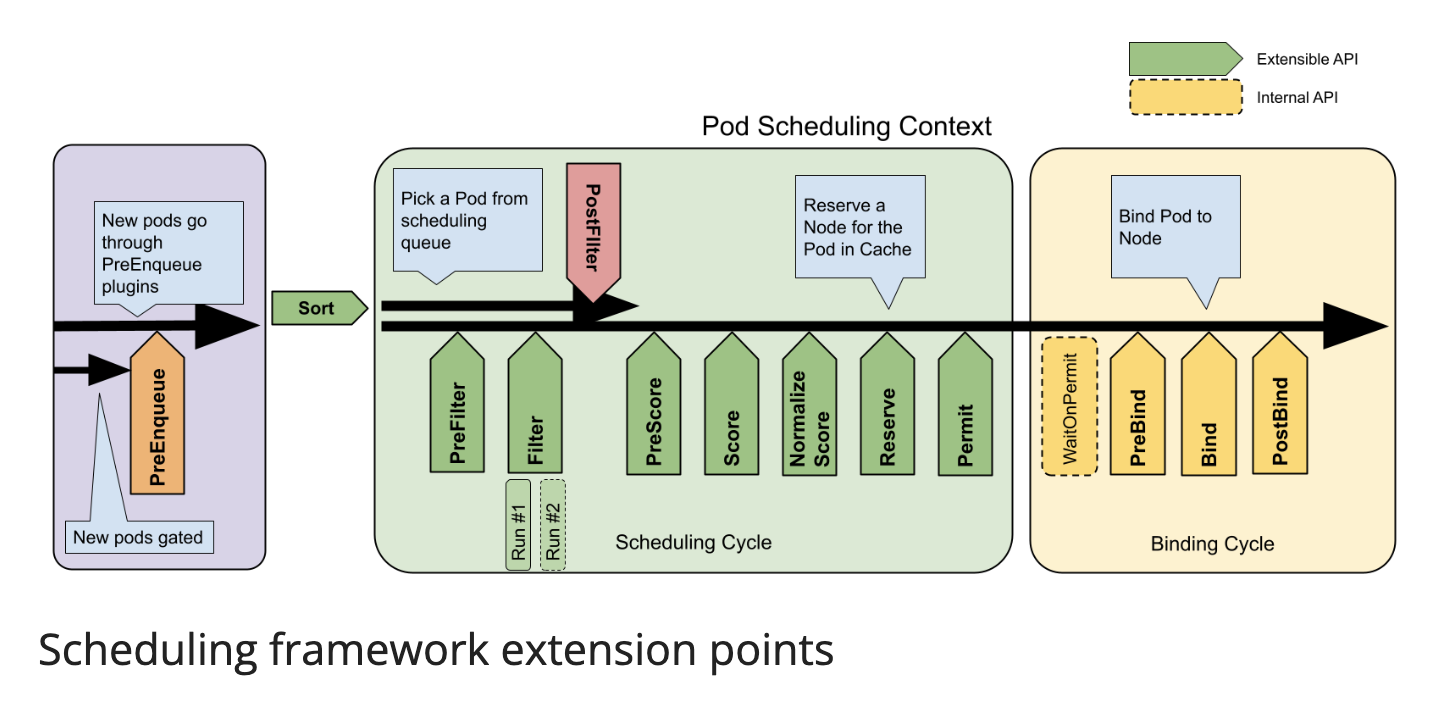 Extensible API
Internal API
Pod Scheduling Context
New pods go
through
PreEnqueue
plugins
PreEnqueue
New pods gated
Sort
Pick a Pod from
scheduling
queue
PostFIlter
Reserve a
Node for the
Pod in Cache
PreFilter
Filter
Run #1
Run #2
PreScore
Score
Normalize
Score
Reserve
Permit
Scheduling Cycle
Bind Pod to
Node
WaitOnPermit
PreBind
Bind
PostBind
Binding Cycle
Scheduling framework extension points